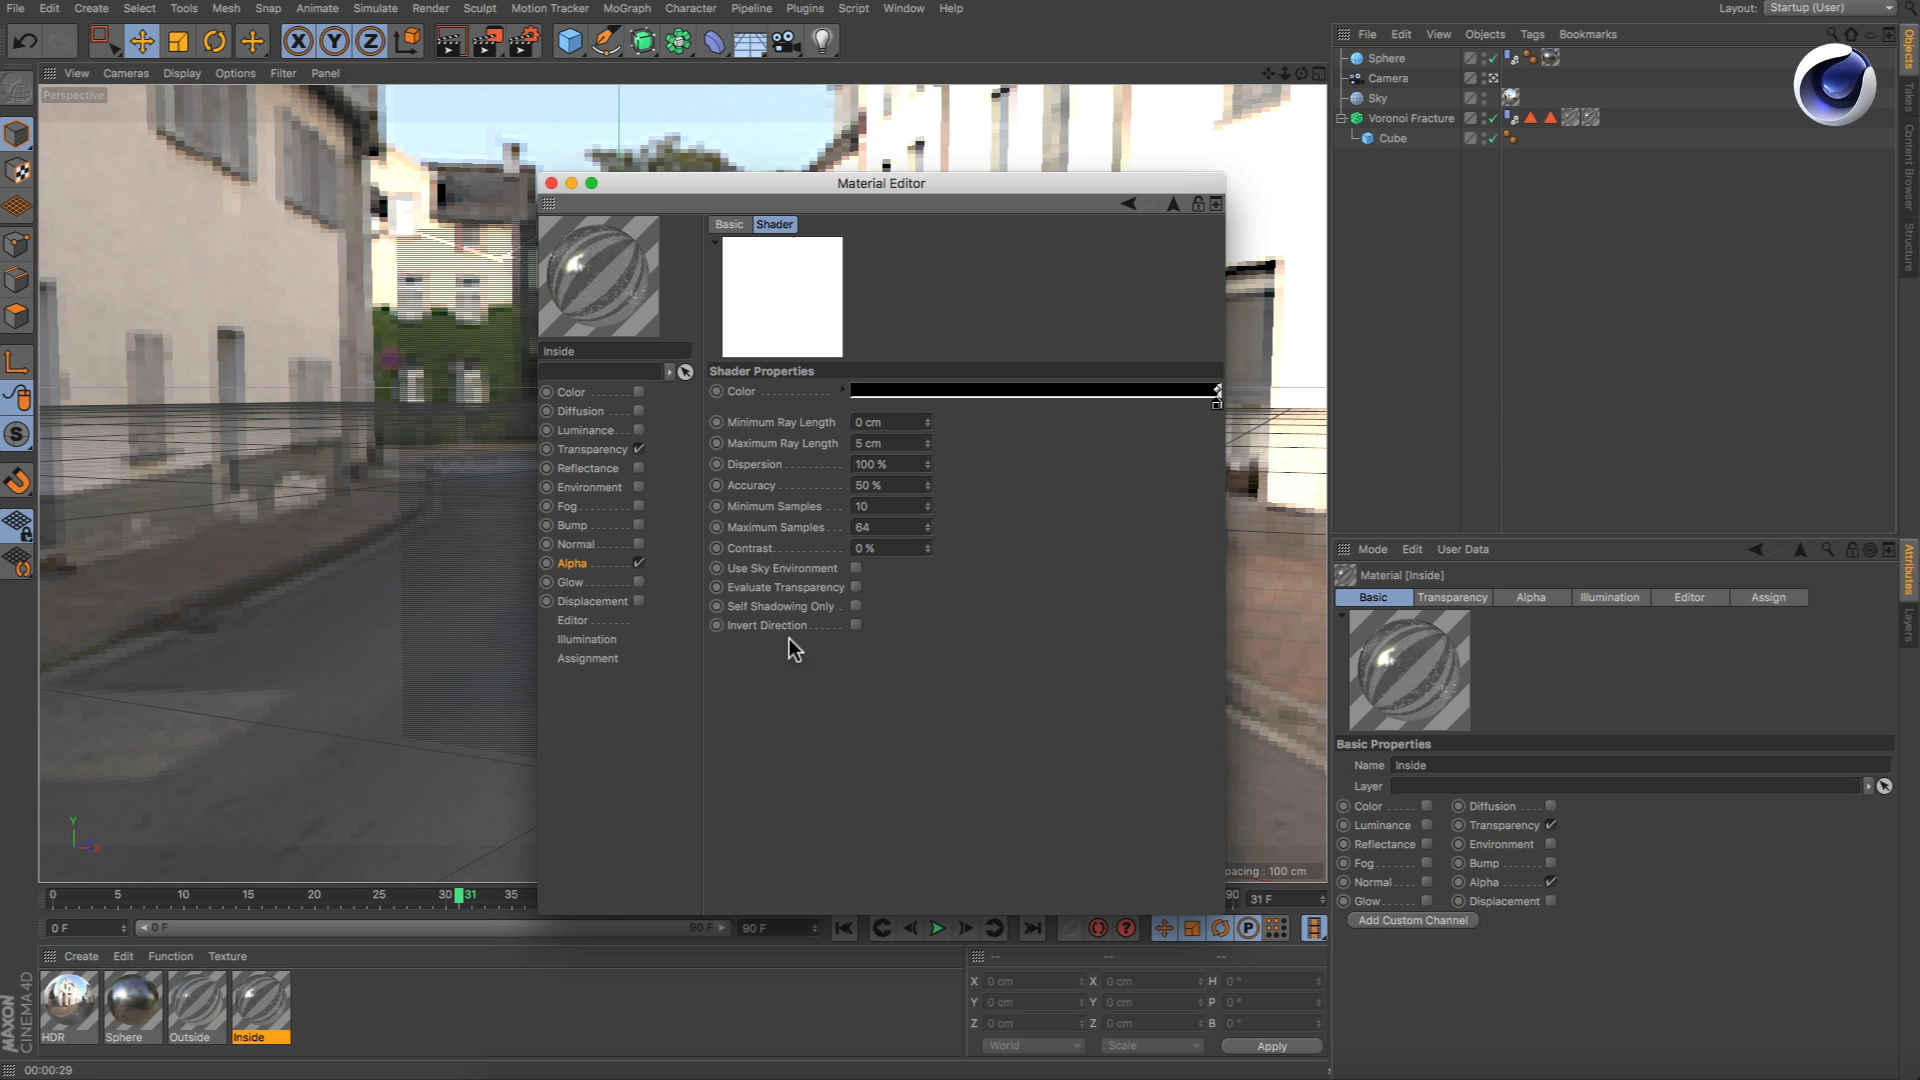 File Edit Create Select Tools Mesh Snap Animate Simulate Render Sculpt Motion Tracker MoGraph Character Pipeline Plugins Script Window Help
Layout: Startup (User)
View Cameras Display Options Filter Panel
Perspective
File Edit View Objects Tags Bookmarks
Sphere
Camera
Sky
Voronoi Fracture
Cube
Objects
Takes
Content Browser
Structure
Material Editor
Basic Shader
Inside
Color
Diffusion
Luminance
Transparency
Reflectance
Environment
Fog
Bump
Normal
Alpha
Glow
Displacement
Editor
Illumination
Assignment
Shader Properties
Color
Minimum Ray Length 0 cm
Maximum Ray Length 5 cm
Dispersion 100 %
Accuracy 50 %
Minimum Samples 10
Maximum Samples 64
Contrast 0 %
Use Sky Environment
Evaluate Transparency
Self Shadowing Only
Invert Direction
Mode Edit User Data
Material [Inside]
Basic Transparency Alpha Illumination Editor Assign
Attributes
Layers
Basic Properties
Name Inside
Layer
Color Diffusion
Luminance Transparency
Reflectance Environment
Fog Bump
Normal Alpha
Glow Displacement
Add Custom Channel
pacing : 100 cm
0 5 10 15 20 25 30 31 35 90 31 F
0 F 0 F 90 F 90 F
Create Edit Function Texture
HDR Sphere Outside Inside
-- -- --
X 0 cm X 0 cm H 0 °
Y 0 cm Y 0 cm P 0 °
Z 0 cm Z 0 cm B 0 °
World Scale Apply
MAXON
CINEMA 4D
00:00:29
X Y Z
S
P
Y
X